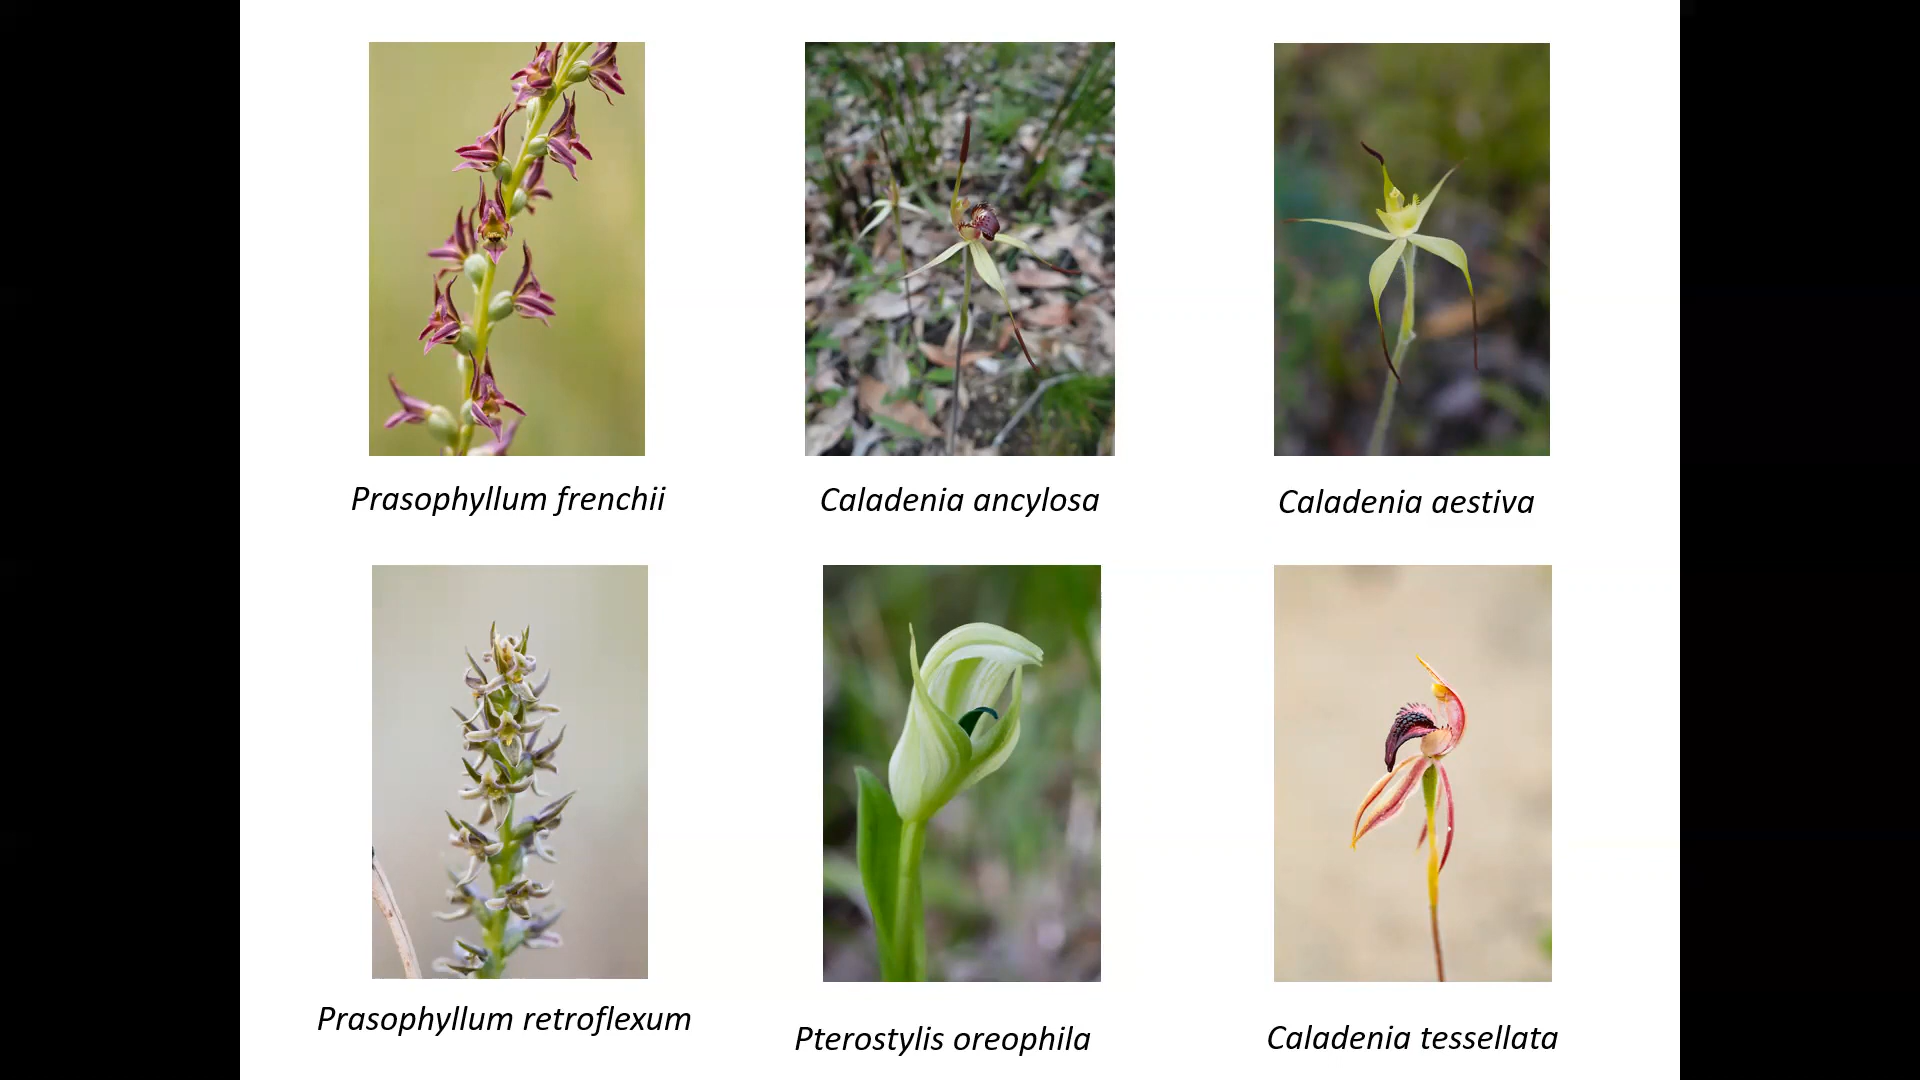 Prasophyllum frenchii
Caladenia ancylosa
Caladenia aestiva
Prasophyllum retroflexum
Pterostylis oreophila
Caladenia tessellata